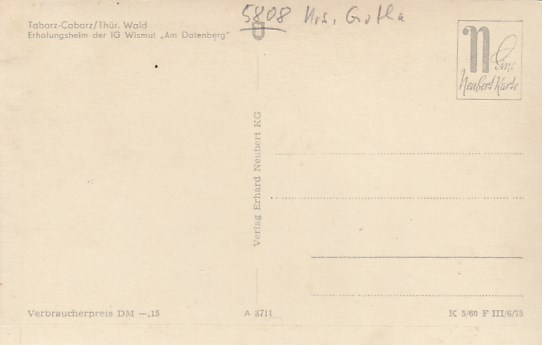 5808 Krs. Gotha
Tabarz-Cabarz/Thür. Wald
Erholungsheim der IG Wismut „Am Datenberg"
N
Eine
Neubert Karte
Verlag Erhard Neubert KG
Verbraucherpreis DM —,15
A 3711
K 5/60 F III/6/15